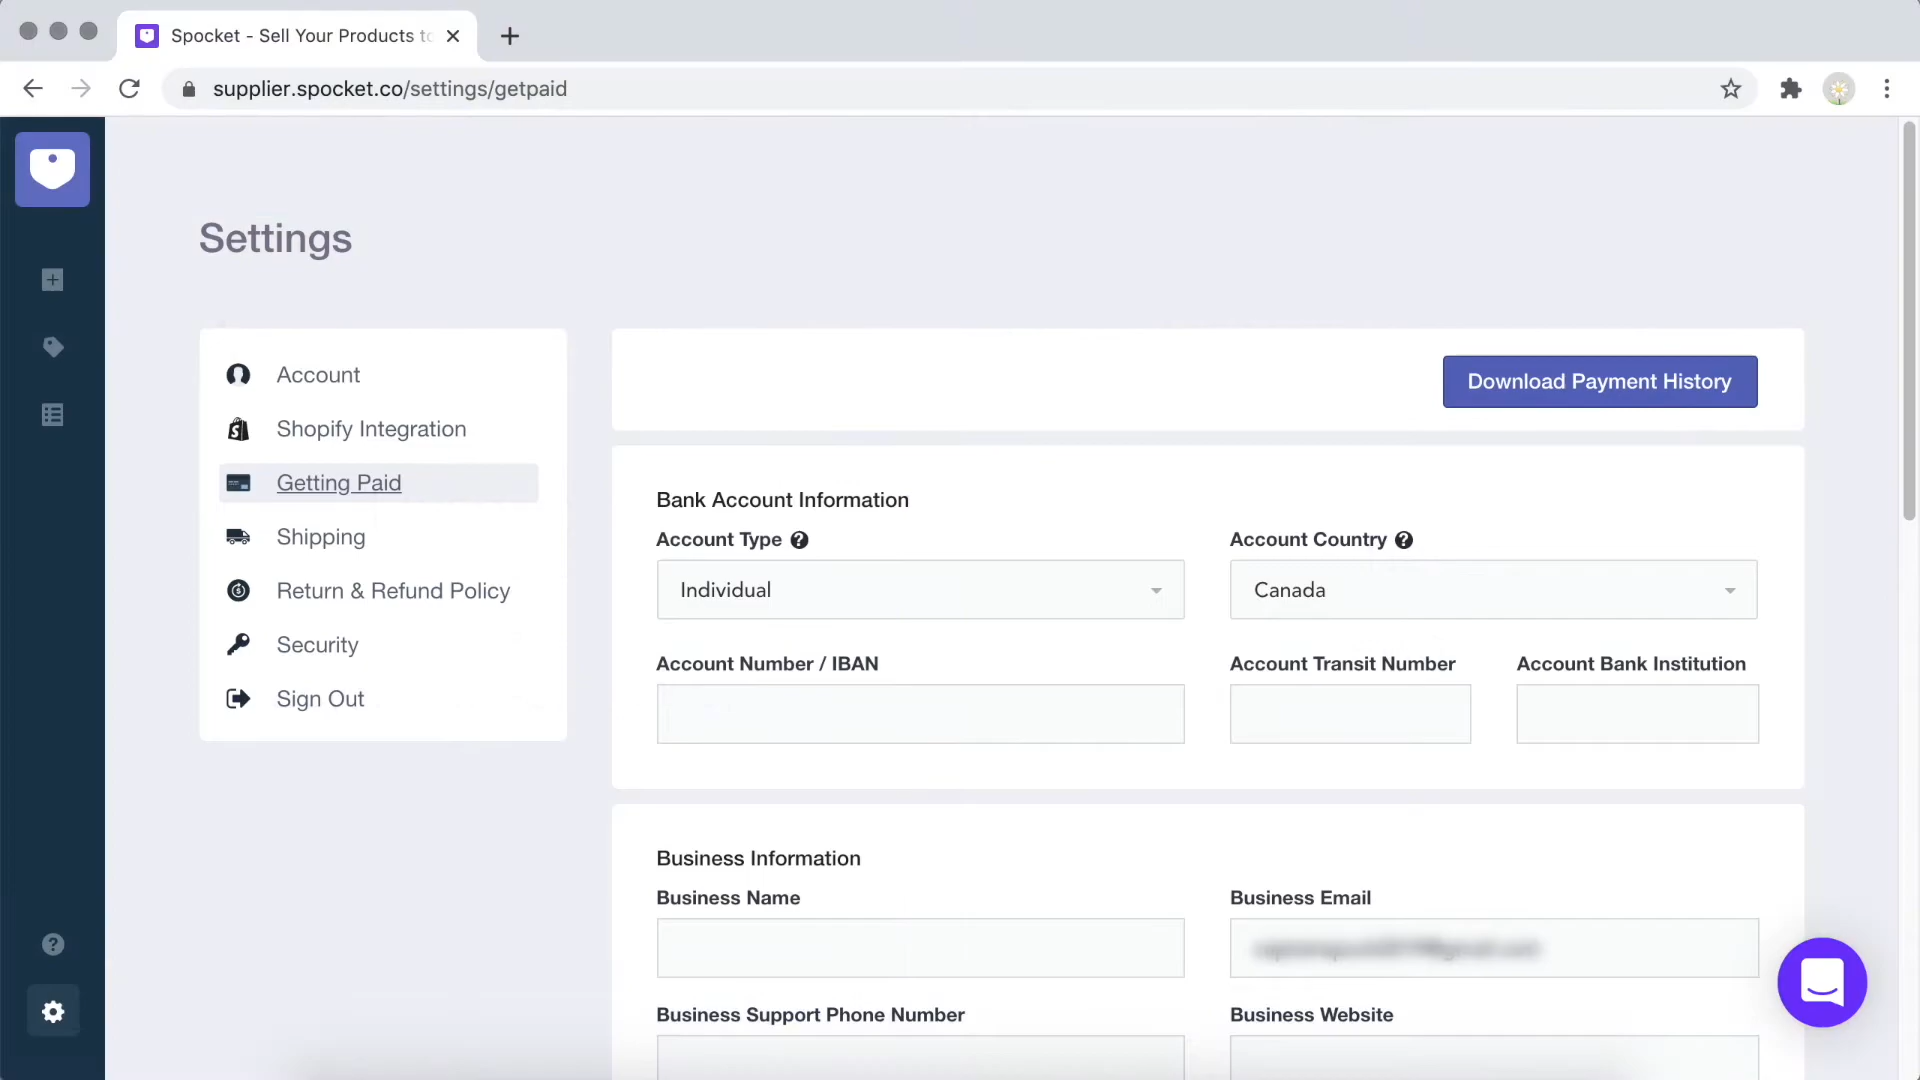 Spocket - Sell Your Products to
supplier.spocket.co/settings/getpaid
Settings
Account
Shopify Integration
Getting Paid
Shipping
Return & Refund Policy
Security
Sign Out
Download Payment History
Bank Account Information
Account Type ?
Account Country ?
Individual
Canada
Account Number / IBAN
Account Transit Number
Account Bank Institution
Business Information
Business Name
Business Email
Business Support Phone Number
Business Website